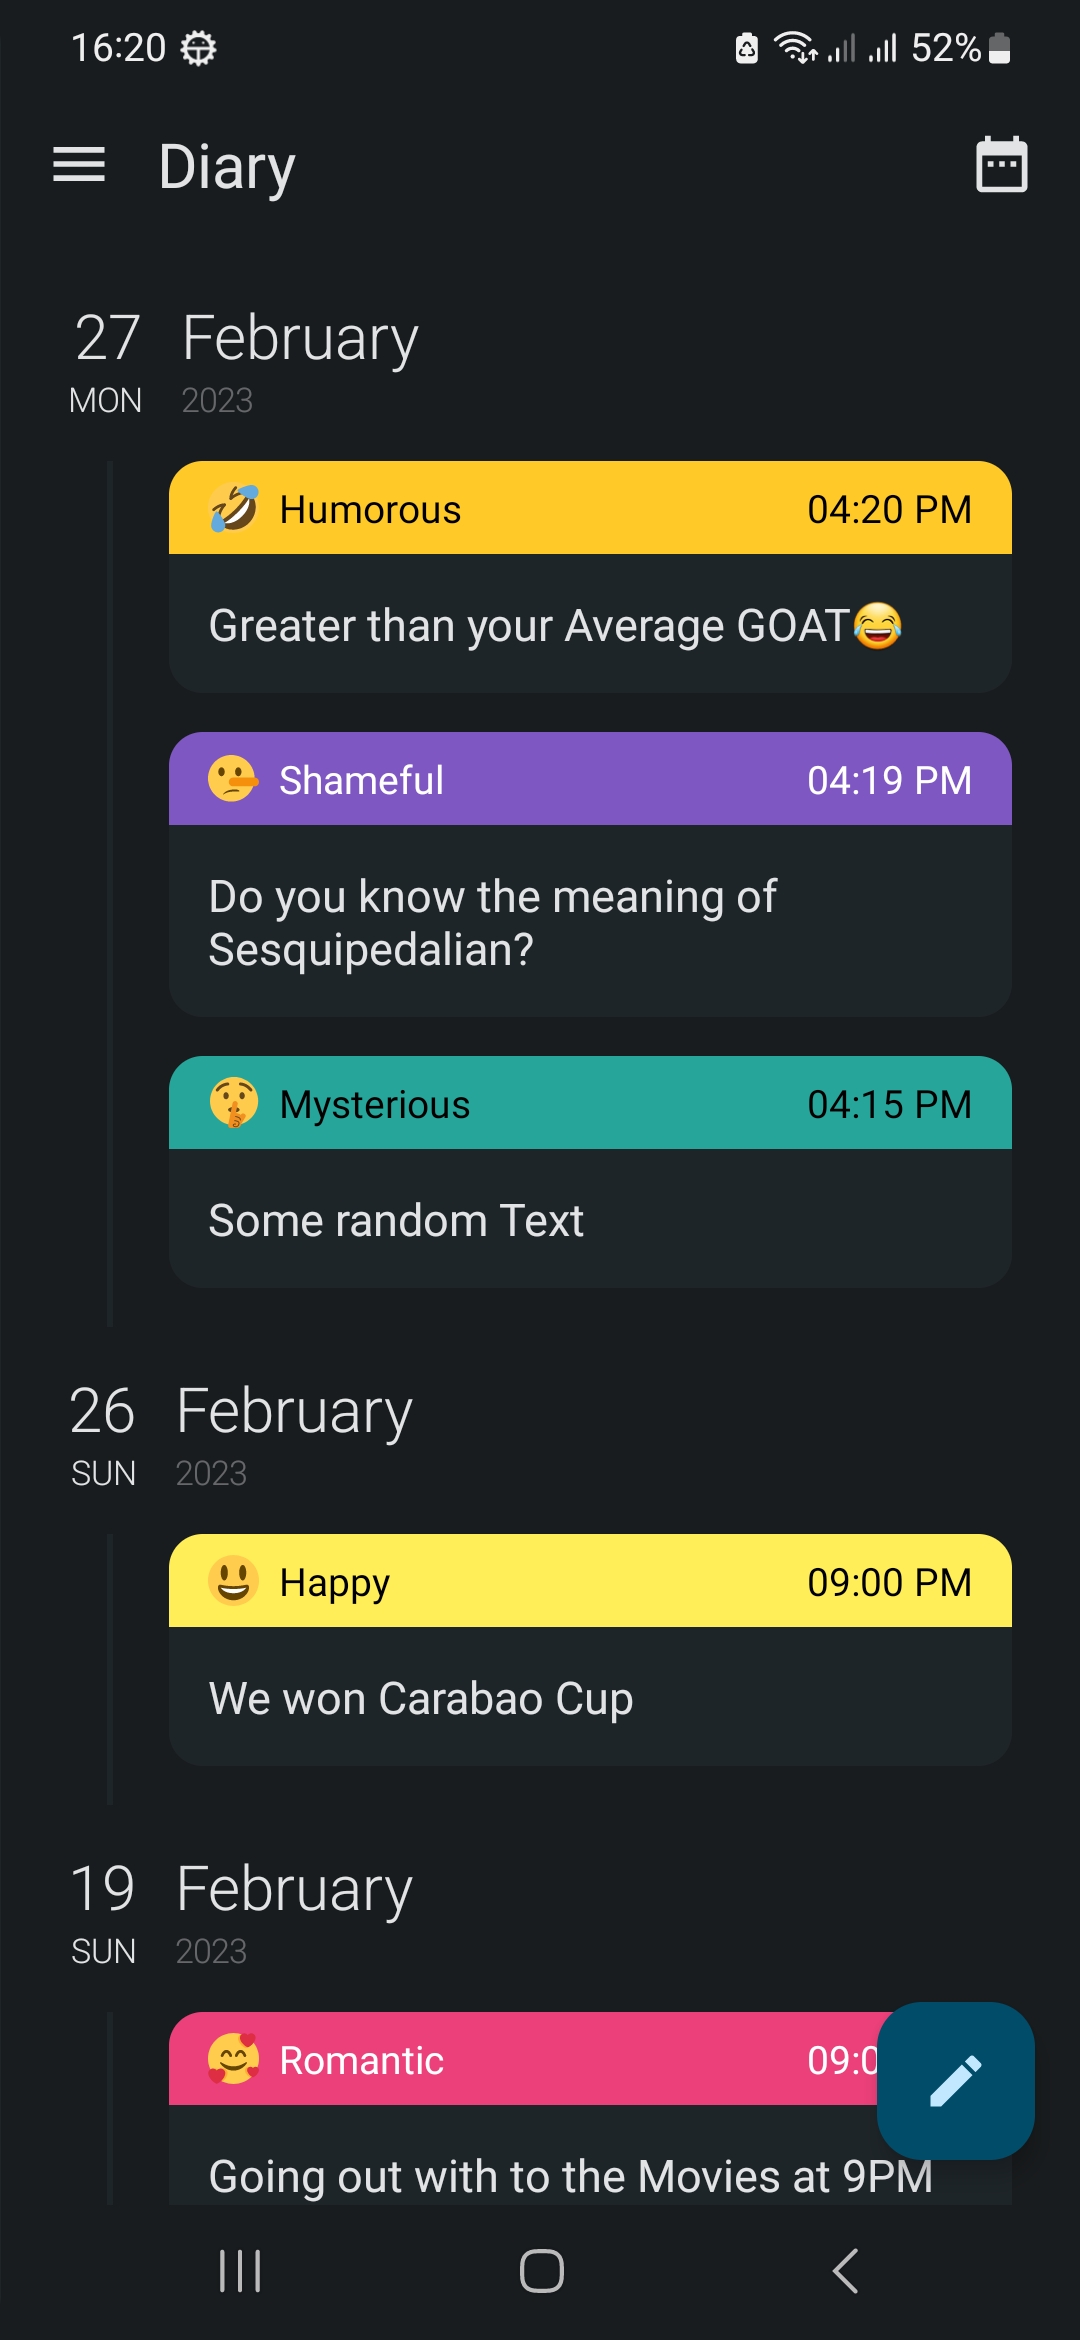 16:20 52%
Diary
27 February
MON 2023
Humorous 04:20 PM
Greater than your Average GOAT😂
Shameful 04:19 PM
Do you know the meaning of
Sesquipedalian?
Mysterious 04:15 PM
Some random Text
26 February
SUN 2023
Happy 09:00 PM
We won Carabao Cup
19 February
SUN 2023
Romantic 09:0
Going out with to the Movies at 9PM